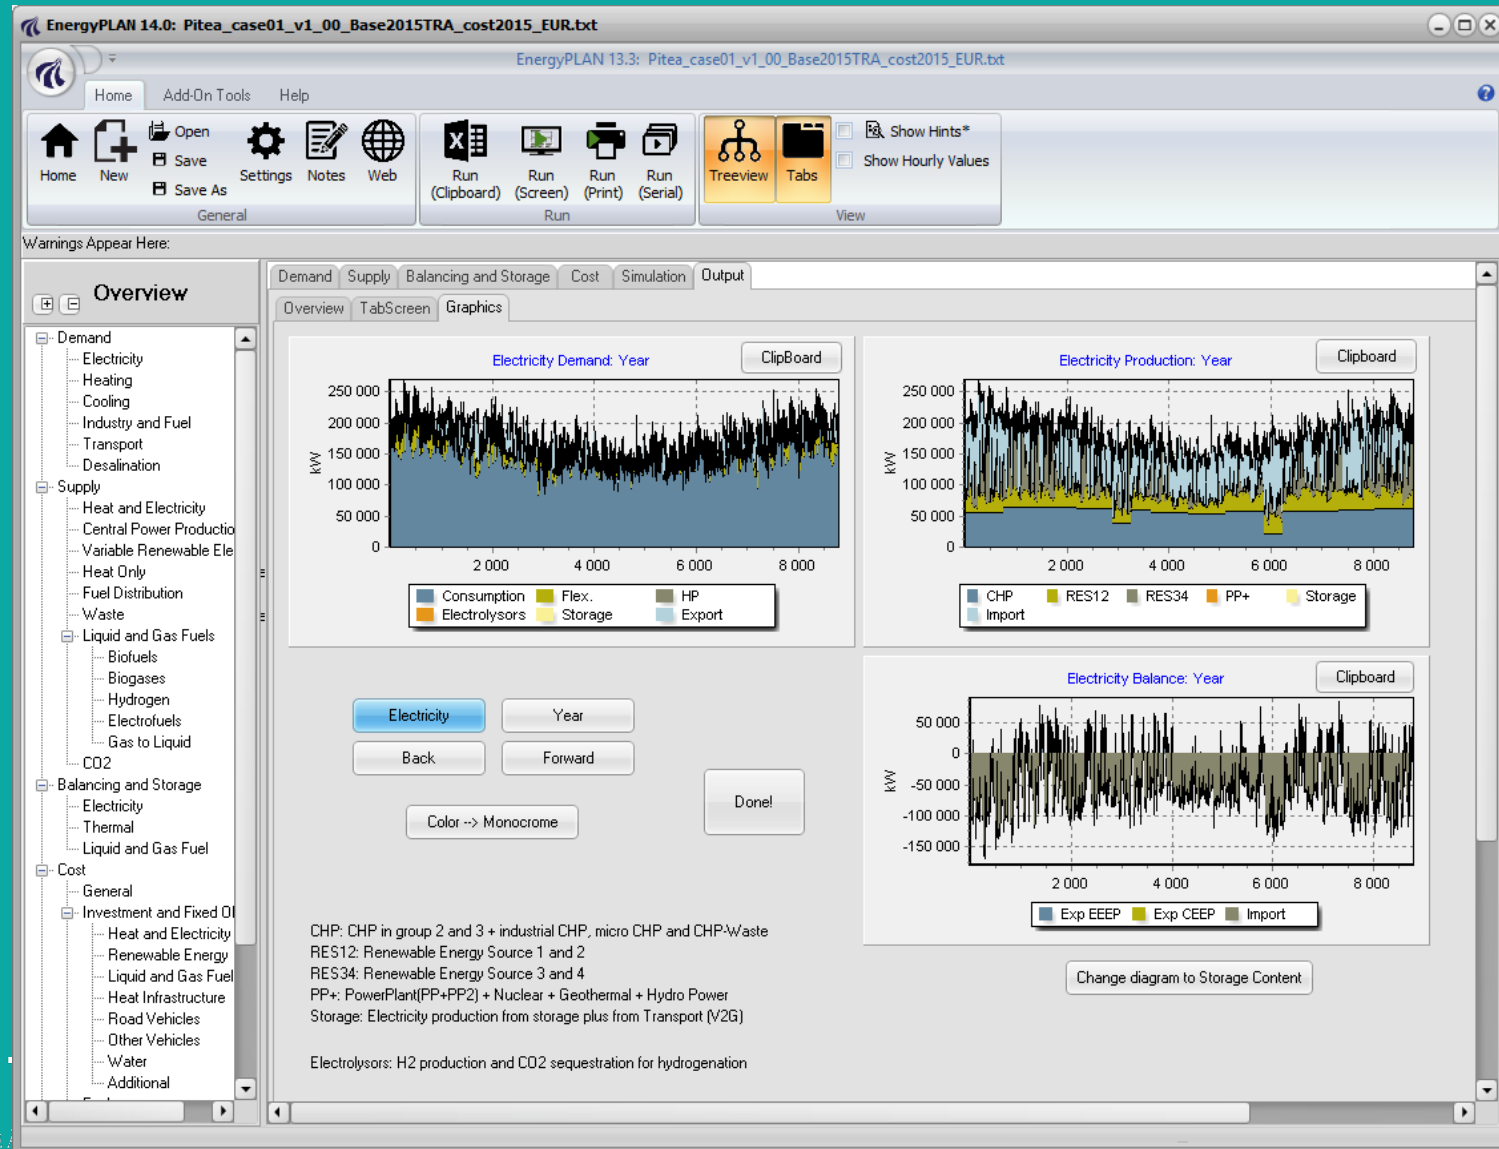 EnergyPLAN 14.0: Pitea_case01_v1_00_Base2015TRA_cost2015_EUR.txt
EnergyPLAN 13.3: Pitea_case01_v1_00_Base2015TRA_cost2015_EUR.txt
Home Add-On Tools Help
Home
New
Open
Save
Save As
Settings
Notes
Web
General
Run
(Clipboard)
Run
(Screen)
Run
(Print)
Run
(Serial)
Run
Treeview
Tabs
Show Hints*
Show Hourly Values
View
Warnings Appear Here:
Overview
Demand
Electricity
Heating
Cooling
Industry and Fuel
Transport
Desalination
Supply
Heat and Electricity
Central Power Productio
Variable Renewable Ele
Heat Only
Fuel Distribution
Waste
Liquid and Gas Fuels
Biofuels
Biogases
Hydrogen
Electrofuels
Gas to Liquid
CO2
Balancing and Storage
Electricity
Thermal
Liquid and Gas Fuel
Cost
General
Investment and Fixed O
Heat and Electricity
Renewable Energy
Liquid and Gas Fuel
Heat Infrastructure
Road Vehicles
Other Vehicles
Water
Additional
Demand Supply Balancing and Storage Cost Simulation Output
Overview TabScreen Graphics
Electricity Demand: Year
ClipBoard
250 000
200 000
150 000
100 000
50 000
0
kW
2 000 4 000 6 000 8 000
Consumption Flex. HP
Electrolysors Storage Export
Electricity Production: Year
Clipboard
250 000
200 000
150 000
100 000
50 000
0
kW
2 000 4 000 6 000 8 000
CHP RES12 RES34 PP+ Storage
Import
Electricity Year
Back Forward
Color --> Monocrome
Done!
Electricity Balance: Year
Clipboard
50 000
0
-50 000
-100 000
-150 000
kW
2 000 4 000 6 000 8 000
Exp EEEP Exp CEEP Import
Change diagram to Storage Content
CHP: CHP in group 2 and 3 + industrial CHP, micro CHP and CHP-Waste
RES12: Renewable Energy Source 1 and 2
RES34: Renewable Energy Source 3 and 4
PP+: PowerPlant(PP+PP2) + Nuclear + Geothermal + Hydro Power
Storage: Electricity production from storage plus from Transport (V2G)
Electrolysors: H2 production and CO2 sequestration for hydrogenation